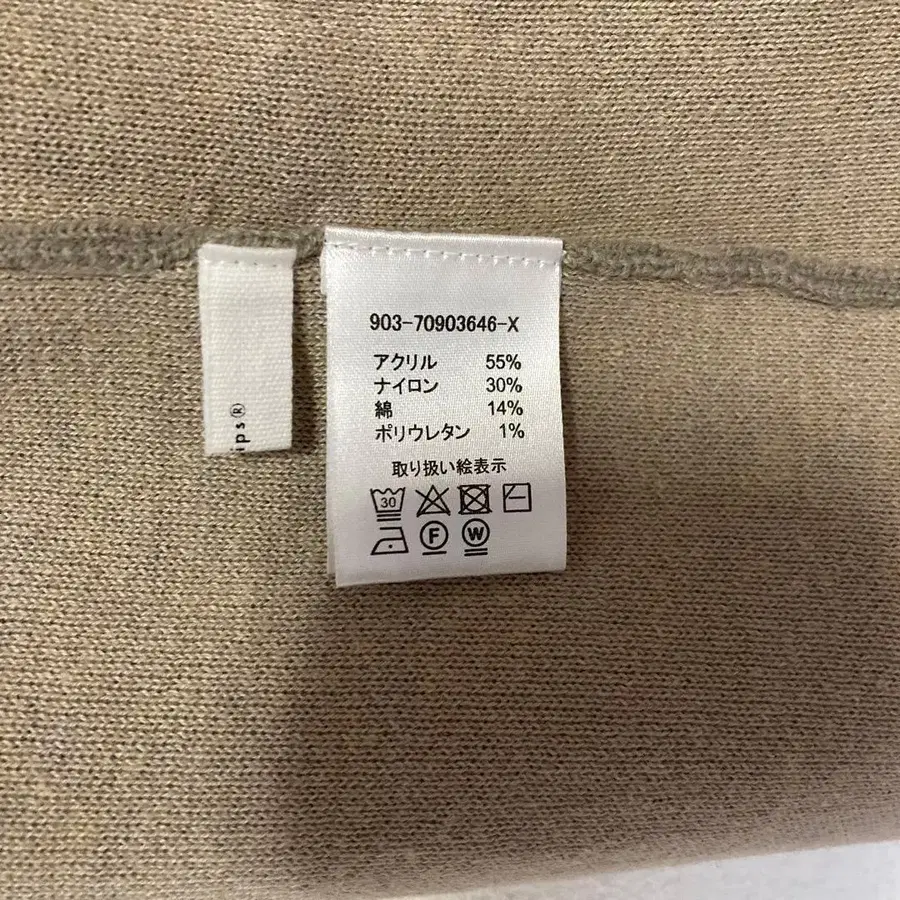 ips®
903-70903646-X
アクリル 55%
ナイロン 30%
綿 14%
ポリウレタン 1%
取り扱い絵表示
30
F W